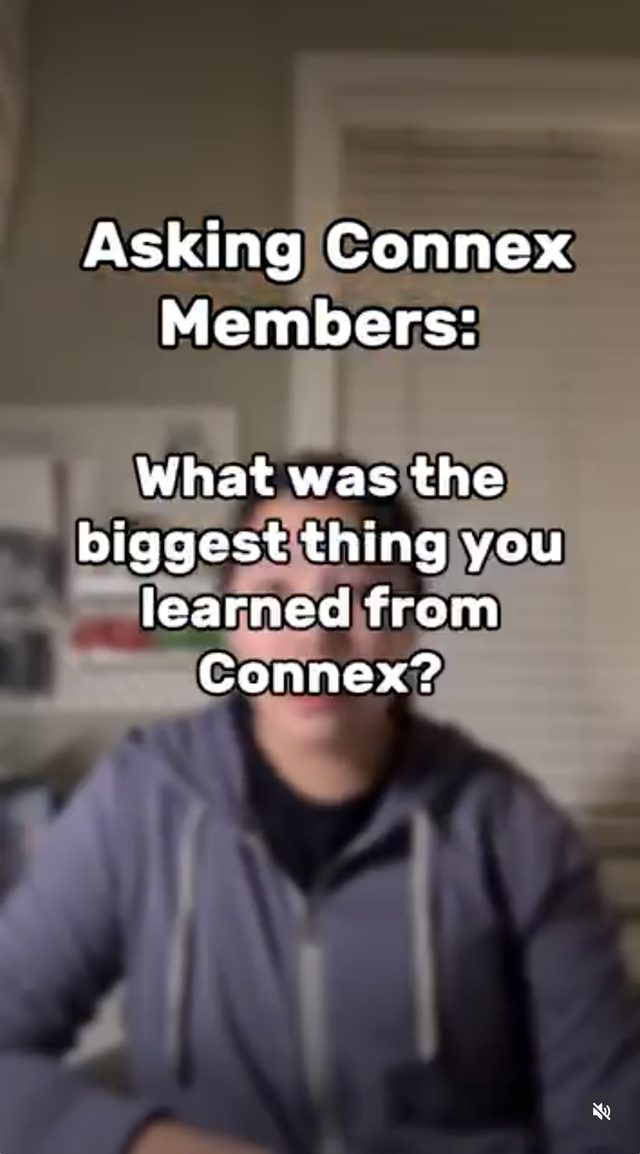 Asking Connex
Members:
What was the
biggest thing you
learned from
Connex?